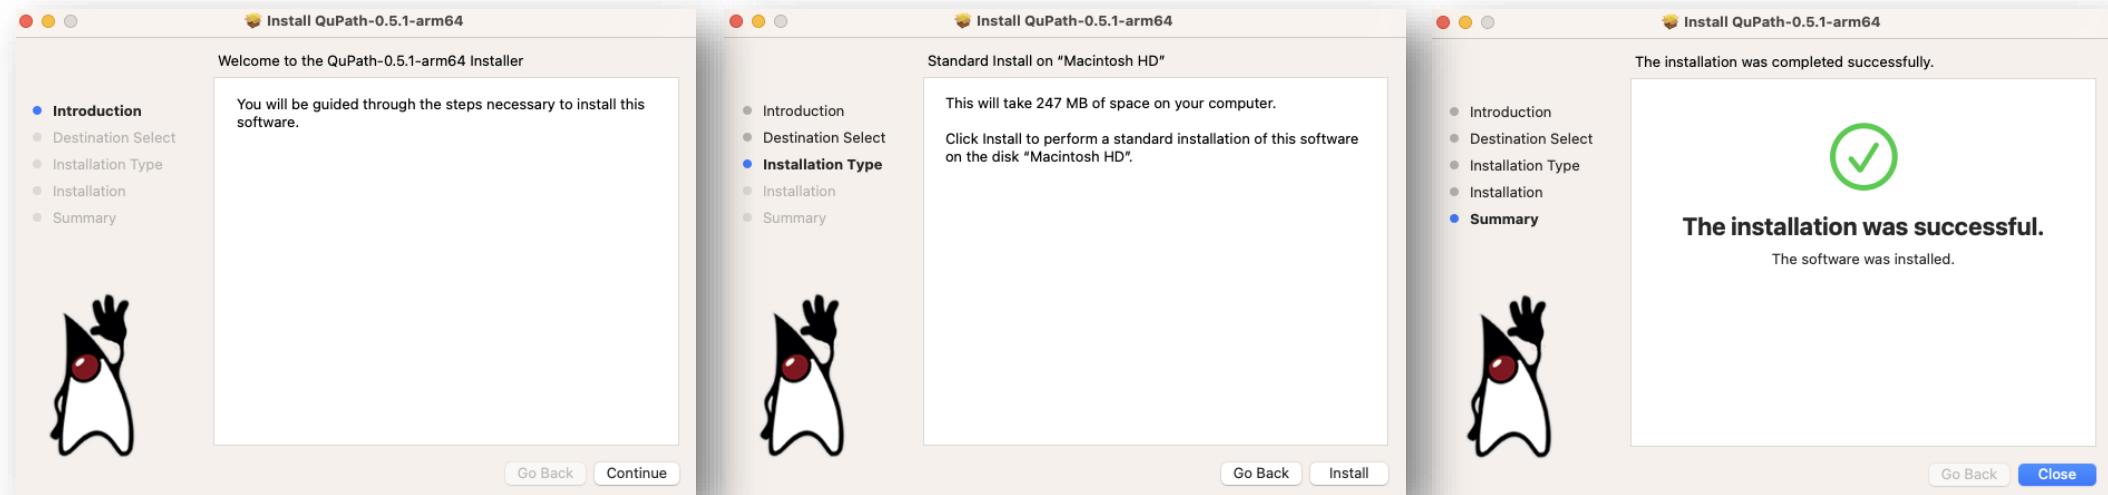 Install QuPath-0.5.1-arm64
Welcome to the QuPath-0.5.1-arm64 Installer
Introduction
Destination Select
Installation Type
Installation
Summary
You will be guided through the steps necessary to install this
software.
Go Back
Continue
Install QuPath-0.5.1-arm64
Standard Install on “Macintosh HD”
Introduction
Destination Select
Installation Type
Installation
Summary
This will take 247 MB of space on your computer.
Click Install to perform a standard installation of this software
on the disk “Macintosh HD”.
Go Back
Install
Install QuPath-0.5.1-arm64
The installation was completed successfully.
Introduction
Destination Select
Installation Type
Installation
Summary
The installation was successful.
The software was installed.
Go Back
Close